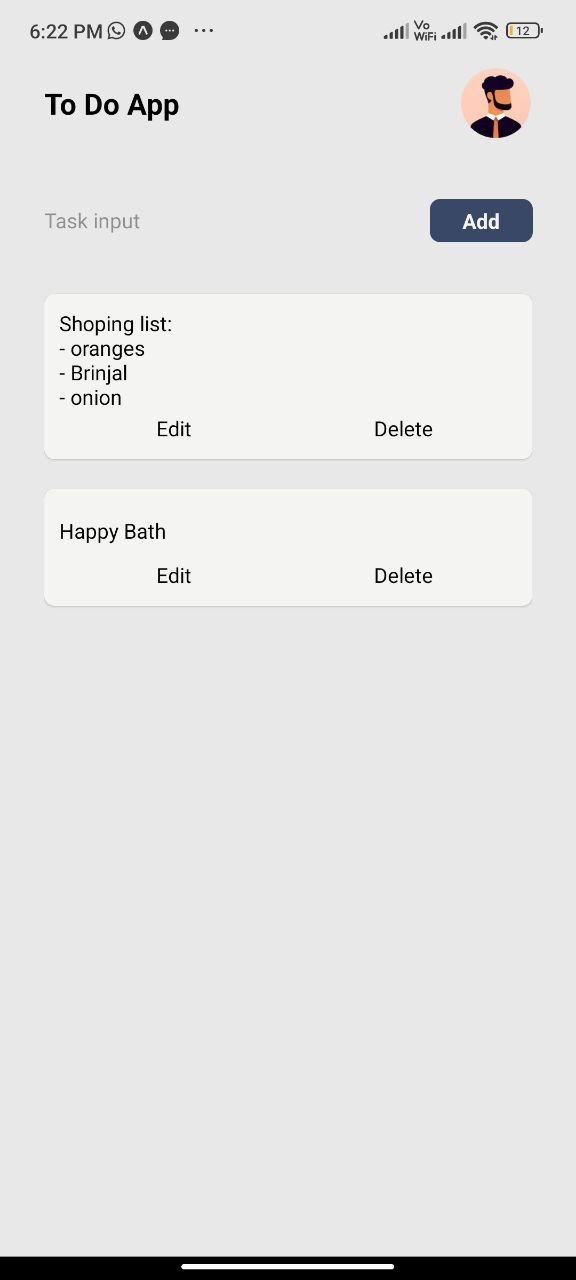 6:22 PM
Vo
WiFi
12
To Do App
Task input
Add
Shoping list:
- oranges
- Brinjal
- onion
Edit
Delete
Happy Bath
Edit
Delete